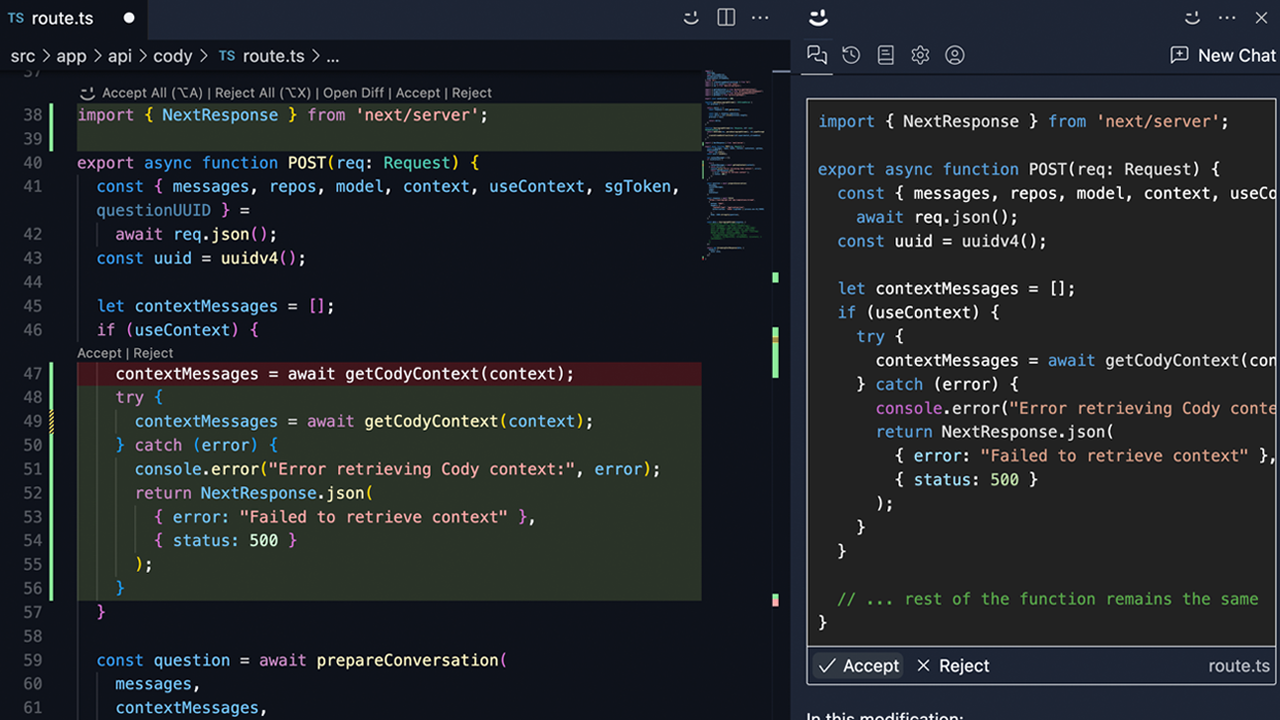 TS route.ts
src > app > api > cody > TS route.ts > ...
37
Accept All (⌥A) | Reject All (⌥X) | Open Diff | Accept | Reject
38 import { NextResponse } from 'next/server';
39
40 export async function POST(req: Request) {
41 const { messages, repos, model, context, useContext, sgToken,
questionUUID } =
42 await req.json();
43 const uuid = uuidv4();
44
45 let contextMessages = [];
46 if (useContext) {
Accept | Reject
47 contextMessages = await getCodyContext(context);
48 try {
49 contextMessages = await getCodyContext(context);
50 } catch (error) {
51 console.error("Error retrieving Cody context:", error);
52 return NextResponse.json(
53 { error: "Failed to retrieve context" },
54 { status: 500 }
55 );
56 }
57 }
58
59 const question = await prepareConversation(
60 messages,
61 contextMessages,
New Chat
import { NextResponse } from 'next/server';
export async function POST(req: Request) {
const { messages, repos, model, context, useCo
await req.json();
const uuid = uuidv4();
let contextMessages = [];
if (useContext) {
try {
contextMessages = await getCodyContext(con
} catch (error) {
console.error("Error retrieving Cody conte
return NextResponse.json(
{ error: "Failed to retrieve context" },
{ status: 500 }
);
}
}
// ... rest of the function remains the same
}
Accept Reject route.ts
In this modification: